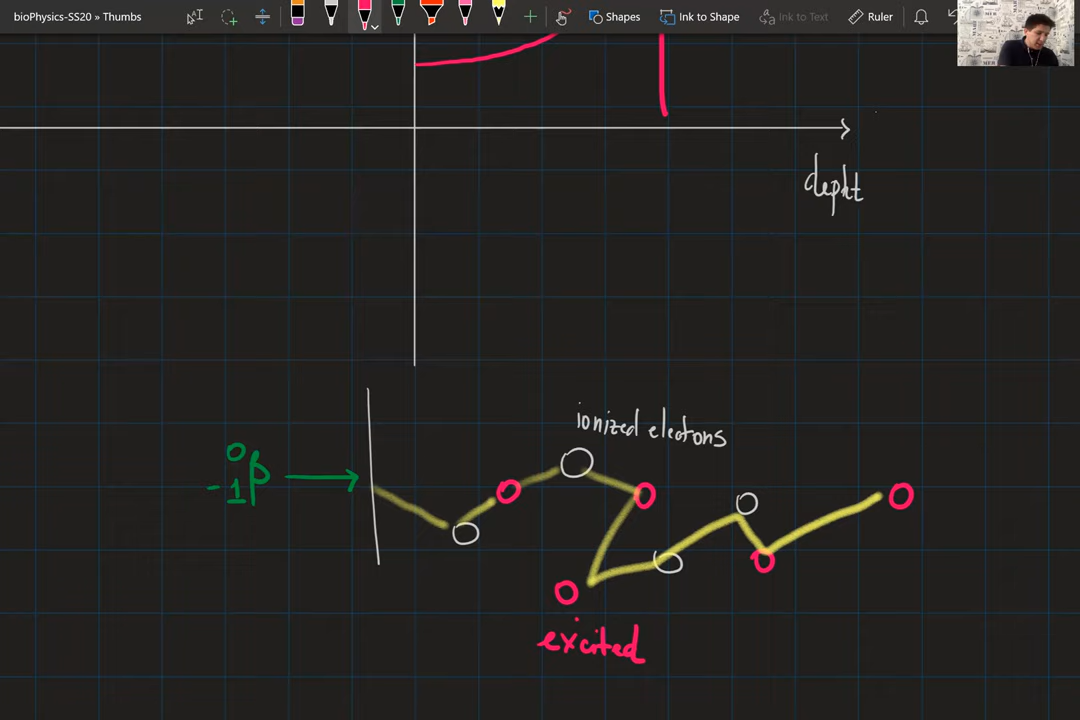 bioPhysics-SS20 » Thumbs
Shapes
Ink to Shape
Ink to Text
Ruler
depht
ionized electons
0
-1β
excited